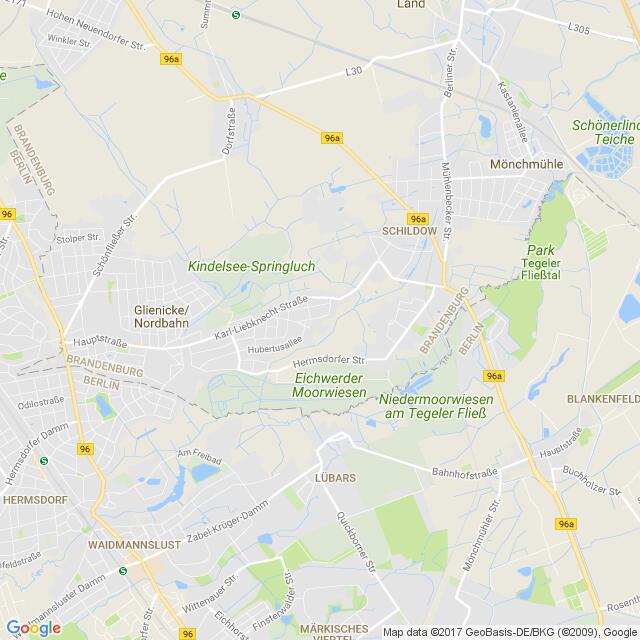 Land
Hohen Neuendorfer Str.
Winkler Str.
Summt
L305
96a
L30
Berliner Str.
Kastanienallee
Schönerlinder
Teiche
Dorfstraße
96a
Mönchmühle
BRANDENBURG
BERLIN
Mühlenbecker Str.
96
96a
Stolper Str.
Schönfließer Str.
SCHILDOW
Park
Tegeler
Fließtal
Kindelsee-Springluch
Glienicke/
Nordbahn
Karl-Liebknecht-Straße
BRANDENBURG
BERLIN
Hauptstraße
Hubertusallee
BRANDENBURG
BERLIN
Hermsdorfer Str.
Eichwerder
Moorwiesen
96a
Niedermoorwiesen
am Tegeler Fließ
BLANKENFELD
Odilostraße
Hermsdorfer Damm
96
Am Freibad
Hauptstraße
Bahnhofstraße
Buchholzer Str.
LÜBARS
HERMSDORF
Zabel-Krüger-Damm
Quickborner Str.
Mönchmühler Str.
96a
WAIDMANNSLUST
Waidmannsluster Damm
Wittenauer Str.
Finsterwalder Str.
Eichhorster
MÄRKISCHES
VIERTEL
96
Rosenth
Google
Map data ©2017 GeoBasis-DE/BKG (©2009), Google